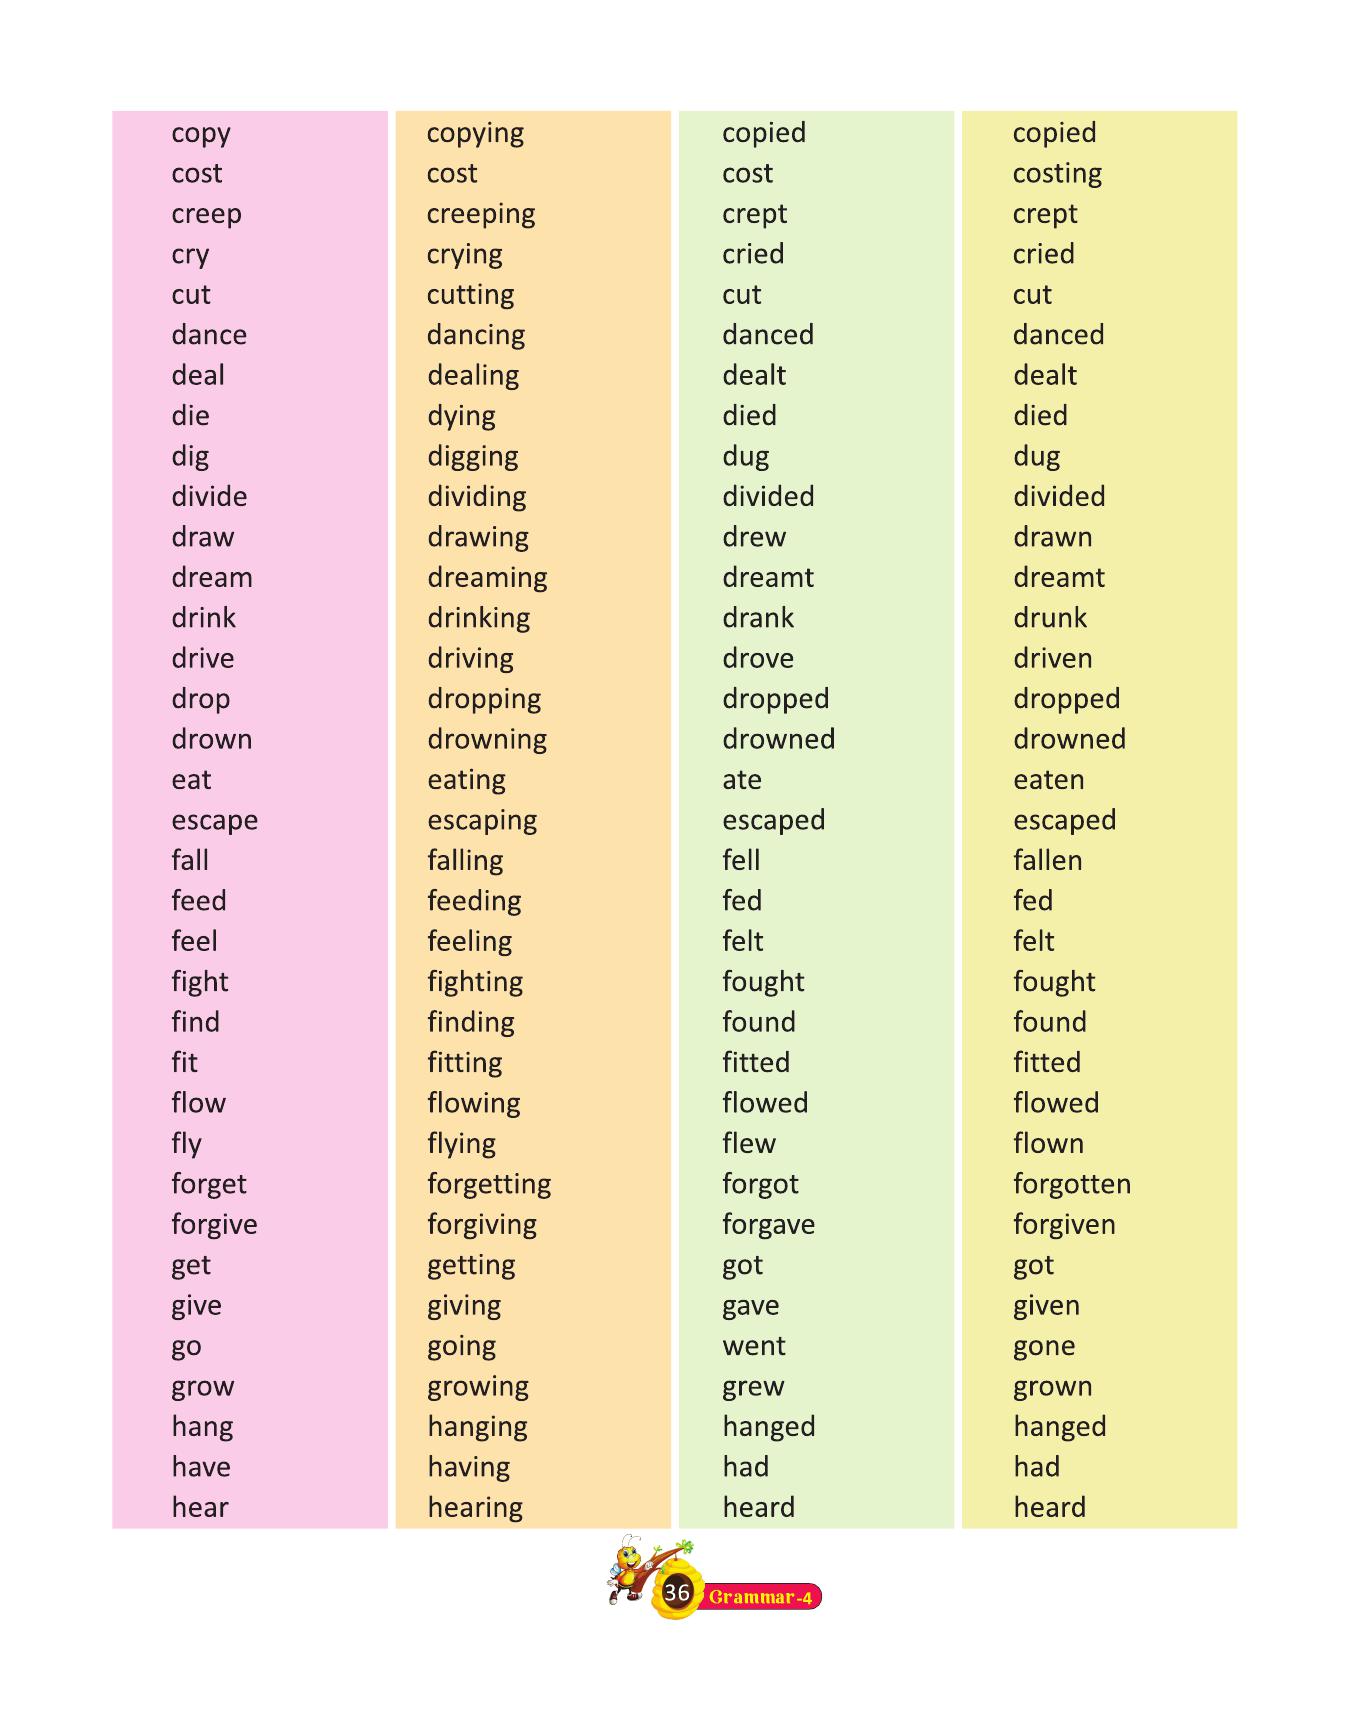 copy copying copied copied
cost cost cost costing
creep creeping crept crept
cry crying cried cried
cut cutting cut cut
dance dancing danced danced
deal dealing dealt dealt
die dying died died
dig digging dug dug
divide dividing divided divided
draw drawing drew drawn
dream dreaming dreamt dreamt
drink drinking drank drunk
drive driving drove driven
drop dropping dropped dropped
drown drowning drowned drowned
eat eating ate eaten
escape escaping escaped escaped
fall falling fell fallen
feed feeding fed fed
feel feeling felt felt
fight fighting fought fought
find finding found found
fit fitting fitted fitted
flow flowing flowed flowed
fly flying flew flown
forget forgetting forgot forgotten
forgive forgiving forgave forgiven
get getting got got
give giving gave given
go going went gone
grow growing grew grown
hang hanging hanged hanged
have having had had
hear hearing heard heard
36 Grammar-4